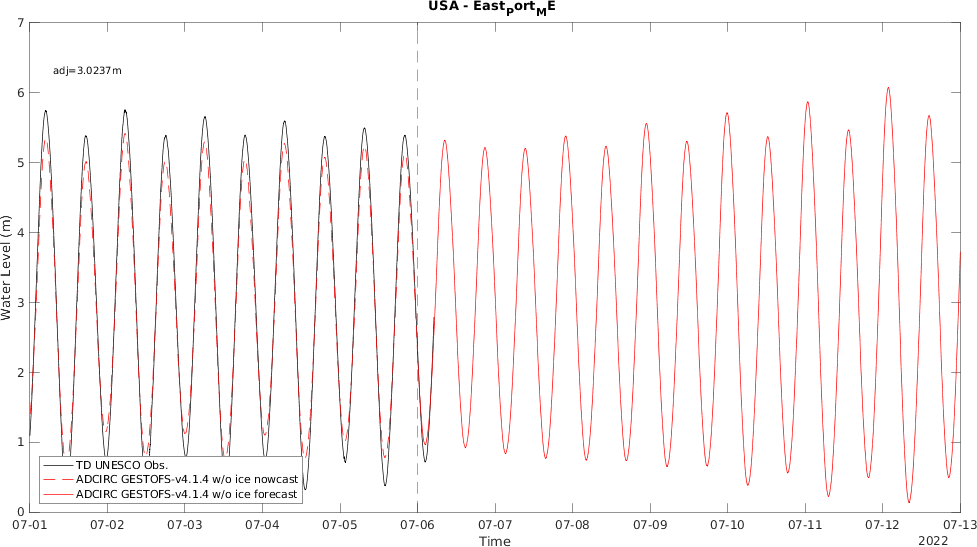 USA - EastPortME
adj=3.0237m
Water Level (m)
7
6
5
4
3
2
1
0
TD UNESCO Obs.
ADCIRC GESTOFS-v4.1.4 w/o ice nowcast
ADCIRC GESTOFS-v4.1.4 w/o ice forecast
07-01 07-02 07-03 07-04 07-05 07-06 07-07 07-08 07-09 07-10 07-11 07-12 07-13
Time
2022